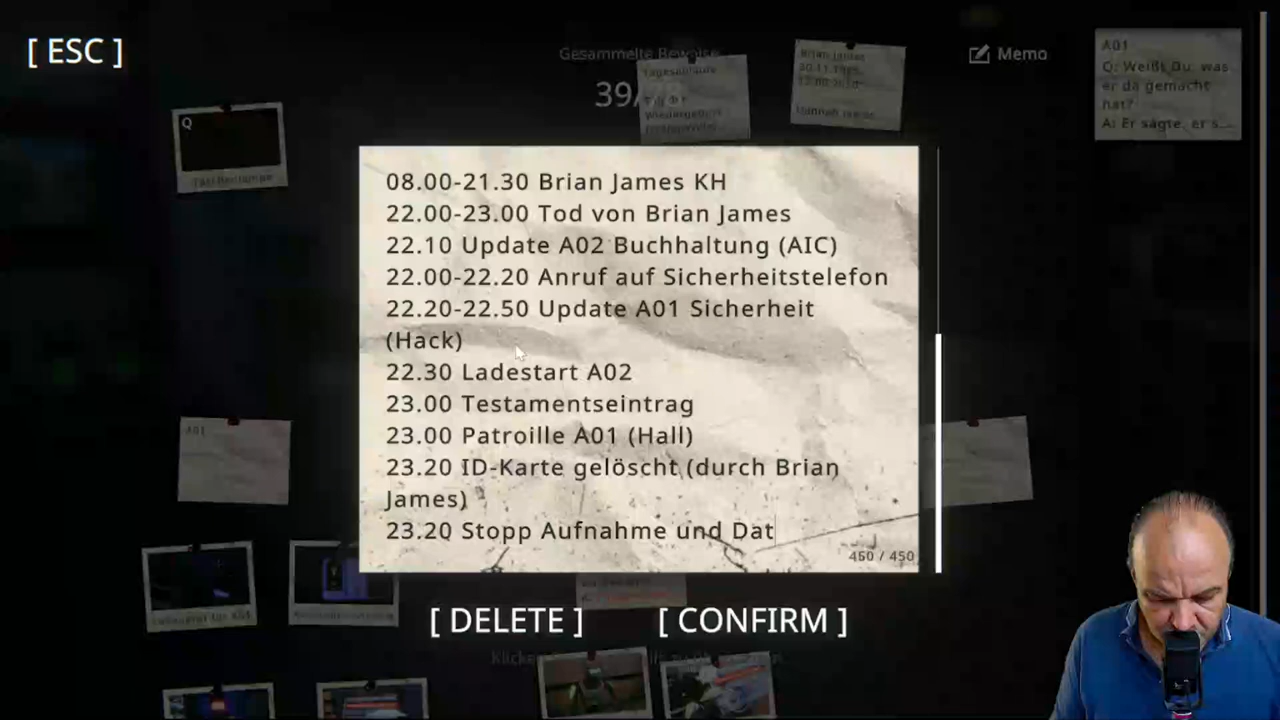 [ ESC ]
Gesammelte Beweise
39/
Memo
Brian James
A01
Q: Weißt Du, was
er da gemacht
hat?
A: Er sagte, er s...
Q
Taschenlampe
08.00-21.30 Brian James KH
22.00-23.00 Tod von Brian James
22.10 Update A02 Buchhaltung (AIC)
22.00-22.20 Anruf auf Sicherheitstelefon
22.20-22.50 Update A01 Sicherheit
(Hack)
22.30 Ladestart A02
23.00 Testamentseintrag
23.00 Patroille A01 (Hall)
23.20 ID-Karte gelöscht (durch Brian
James)
23.20 Stopp Aufnahme und Dat
450 / 450
A01
[ DELETE ]
[ CONFIRM ]